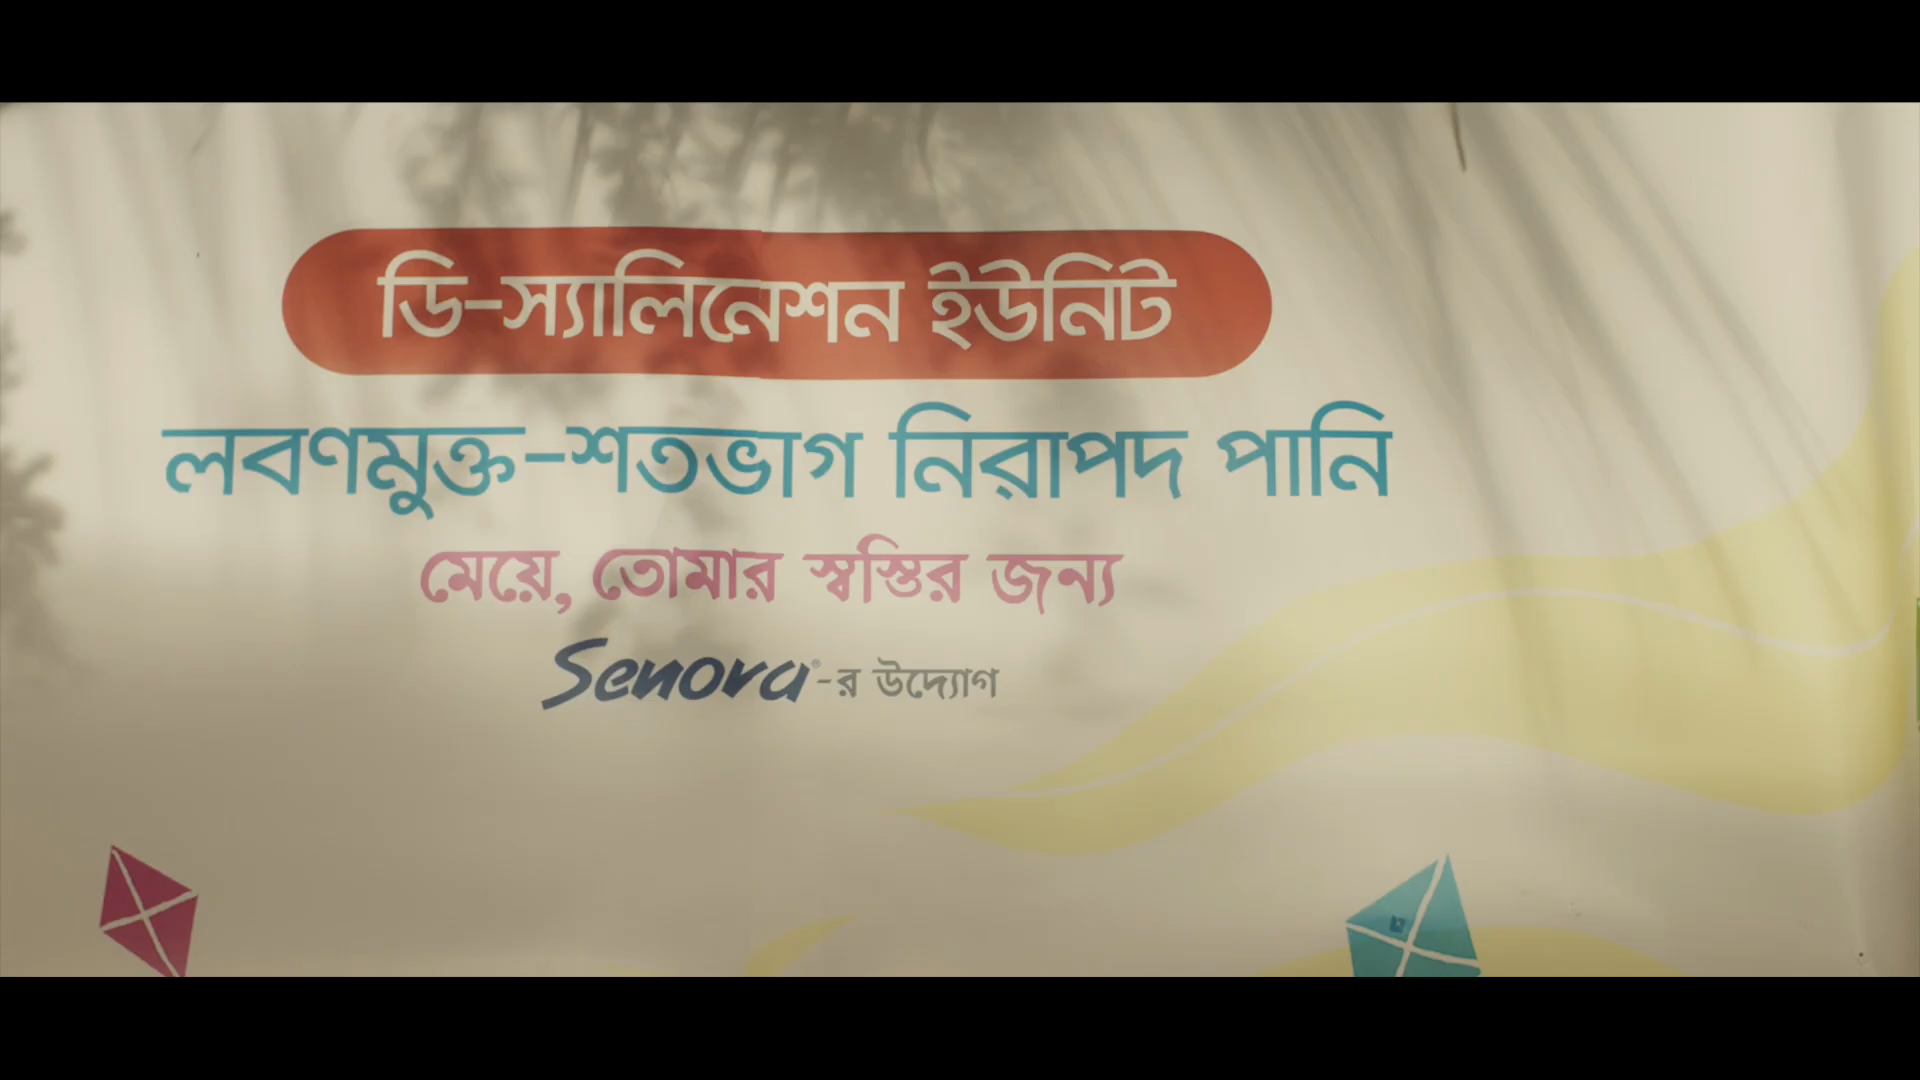 ডি-স্যালিনেশন ইউনিট
লবণমুক্ত-শতভাগ নিরাপদ পানি
মেয়ে, তোমার স্বস্তির জন্য
Senora®-র উদ্যোগ